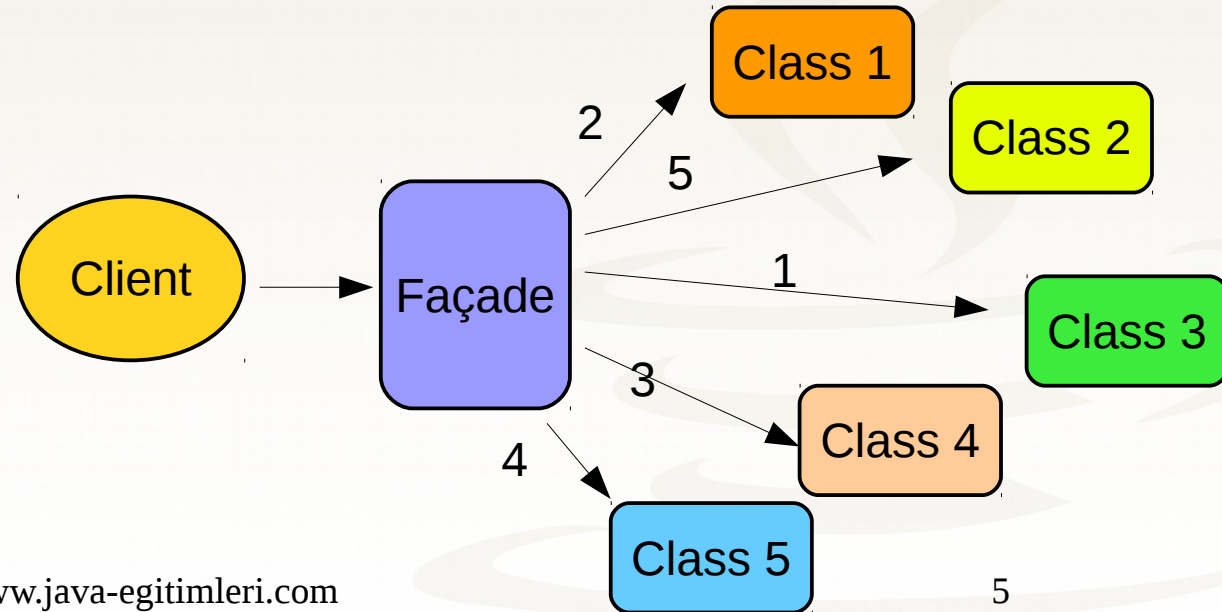 Class 1
2
Class 2
5
Client
Façade
1
Class 3
3
Class 4
4
Class 5
ww.java-egitimleri.com
5